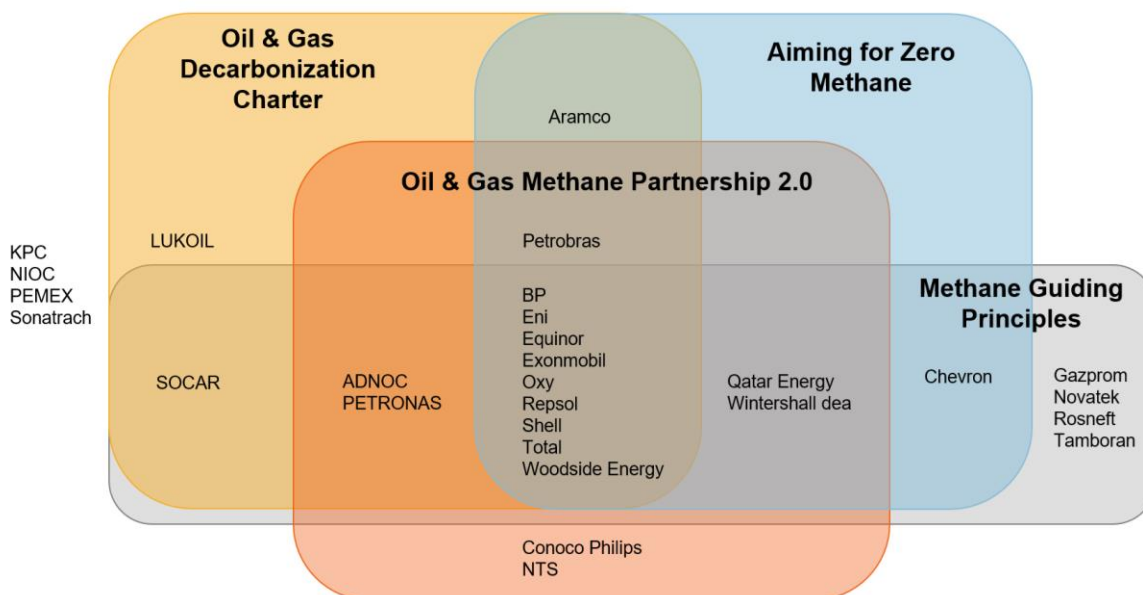 Oil & Gas
Decarbonization
Charter
Aiming for Zero
Methane
Aramco
Oil & Gas Methane Partnership 2.0
KPC
NIOC
PEMEX
Sonatrach
LUKOIL
Petrobras
Methane Guiding
Principles
SOCAR
ADNOC
PETRONAS
BP
Eni
Equinor
Exonmobil
Oxy
Repsol
Shell
Total
Woodside Energy
Qatar Energy
Wintershall dea
Chevron
Gazprom
Novatek
Rosneft
Tamboran
Conoco Philips
NTS